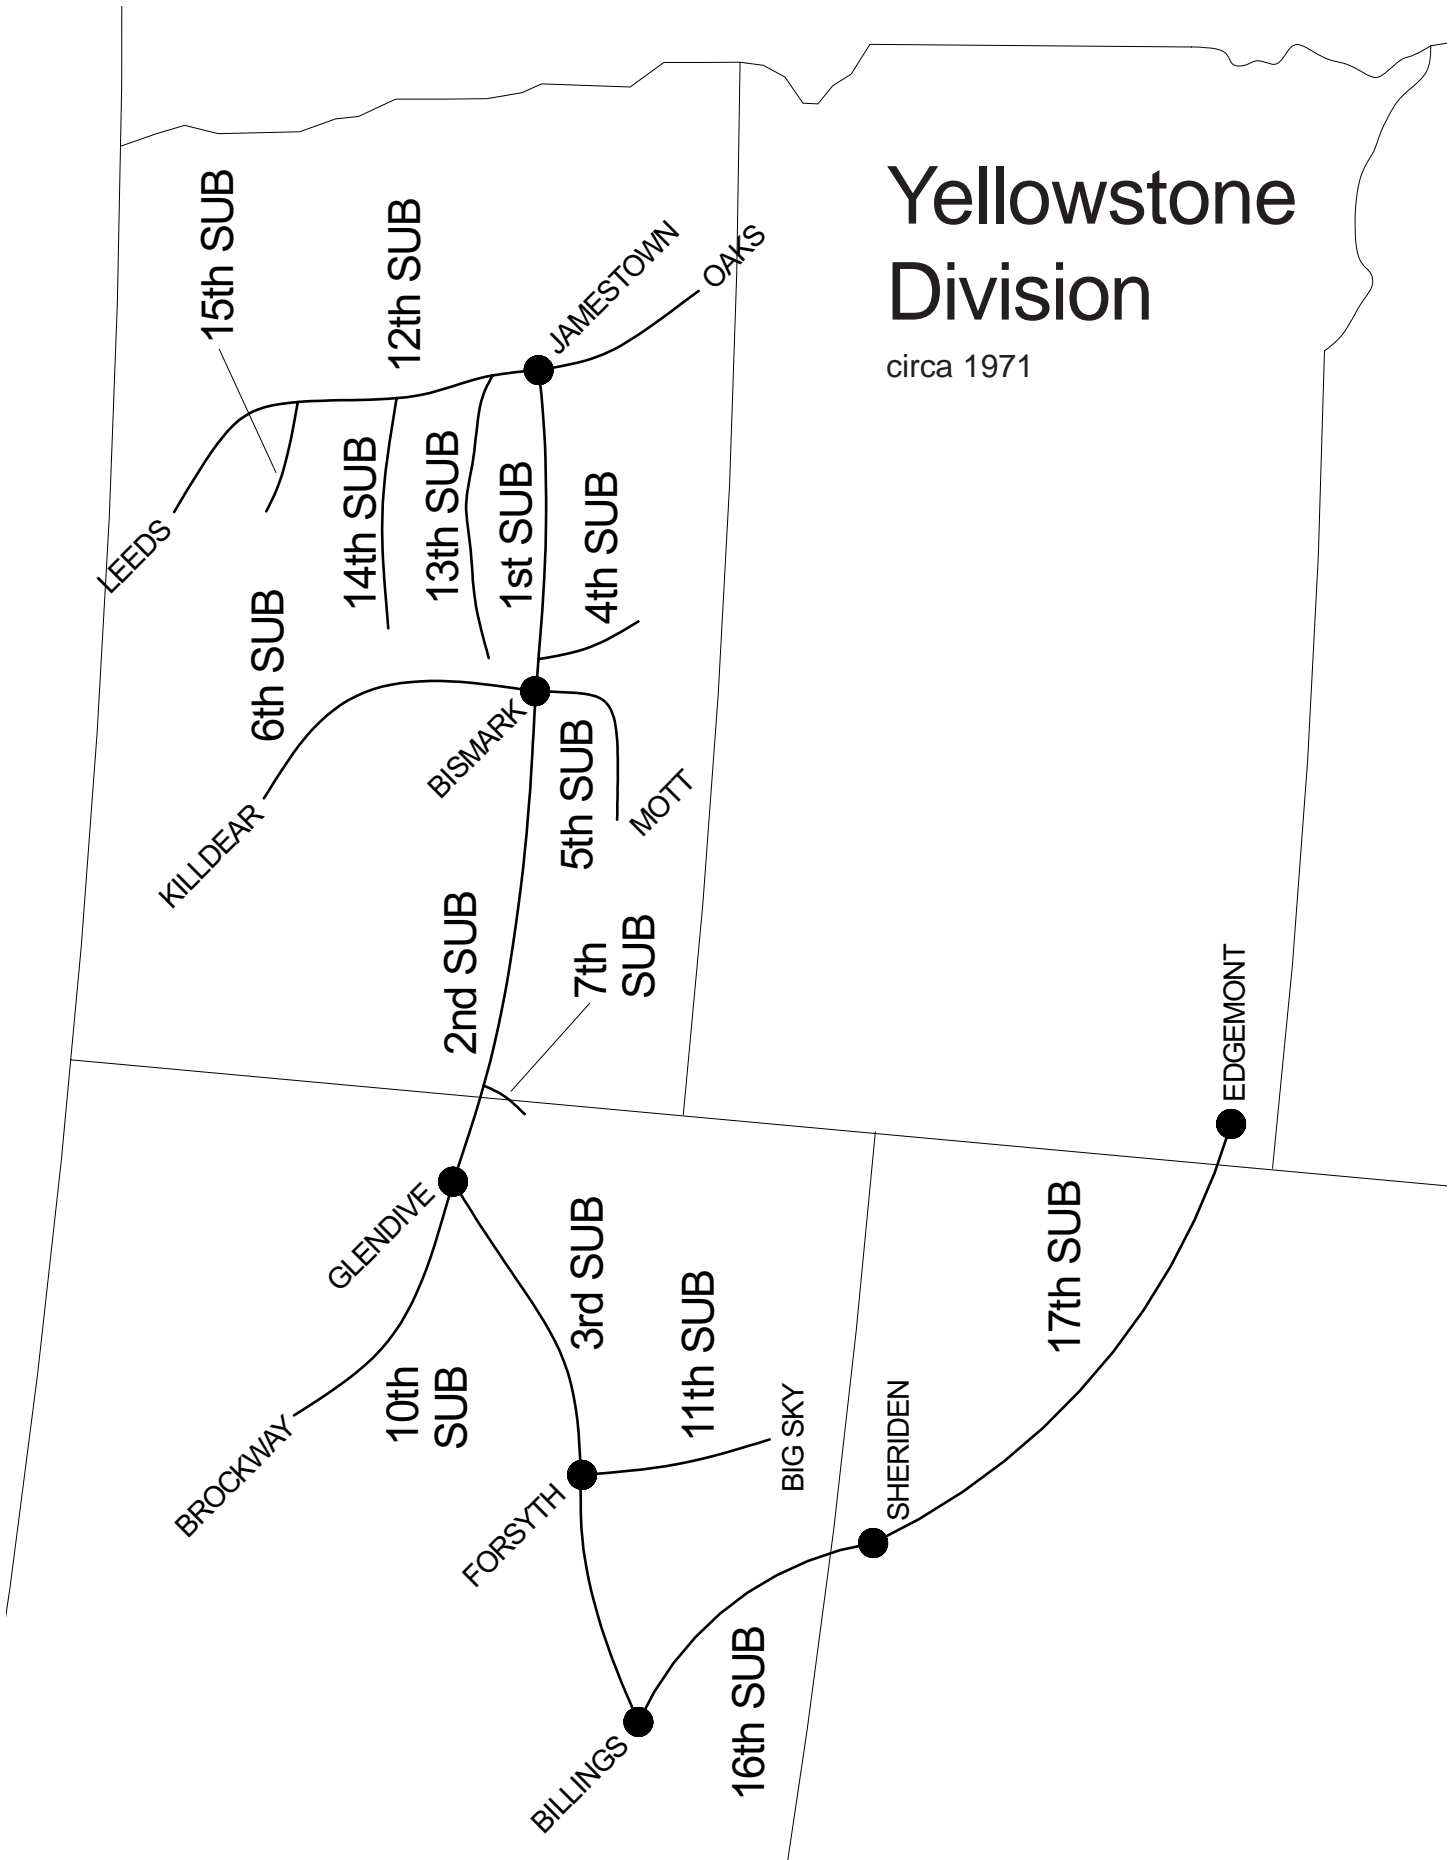 Yellowstone
Division
circa 1971
15th SUB
12th SUB
JAMESTOWN
OAKS
LEEDS
14th SUB
13th SUB
1st SUB
4th SUB
6th SUB
BISMARK
5th SUB
MOTT
KILLDEAR
2nd SUB
7th
SUB
EDGEMONT
GLENDIVE
3rd SUB
17th SUB
11th SUB
10th
SUB
BROCKWAY
BIG SKY
SHERIDEN
FORSYTH
16th SUB
BILLINGS